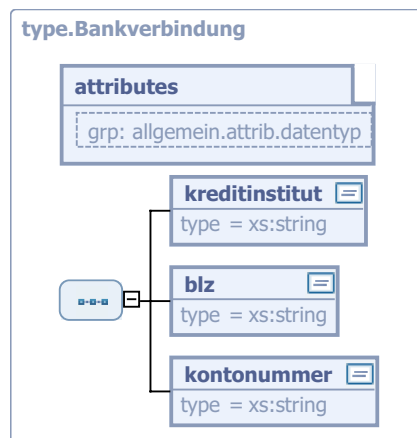 type.Bankverbindung
attributes
grp: allgemein.attrib.datentyp
kreditinstitut
type = xs:string
blz
type = xs:string
kontonummer
type = xs:string